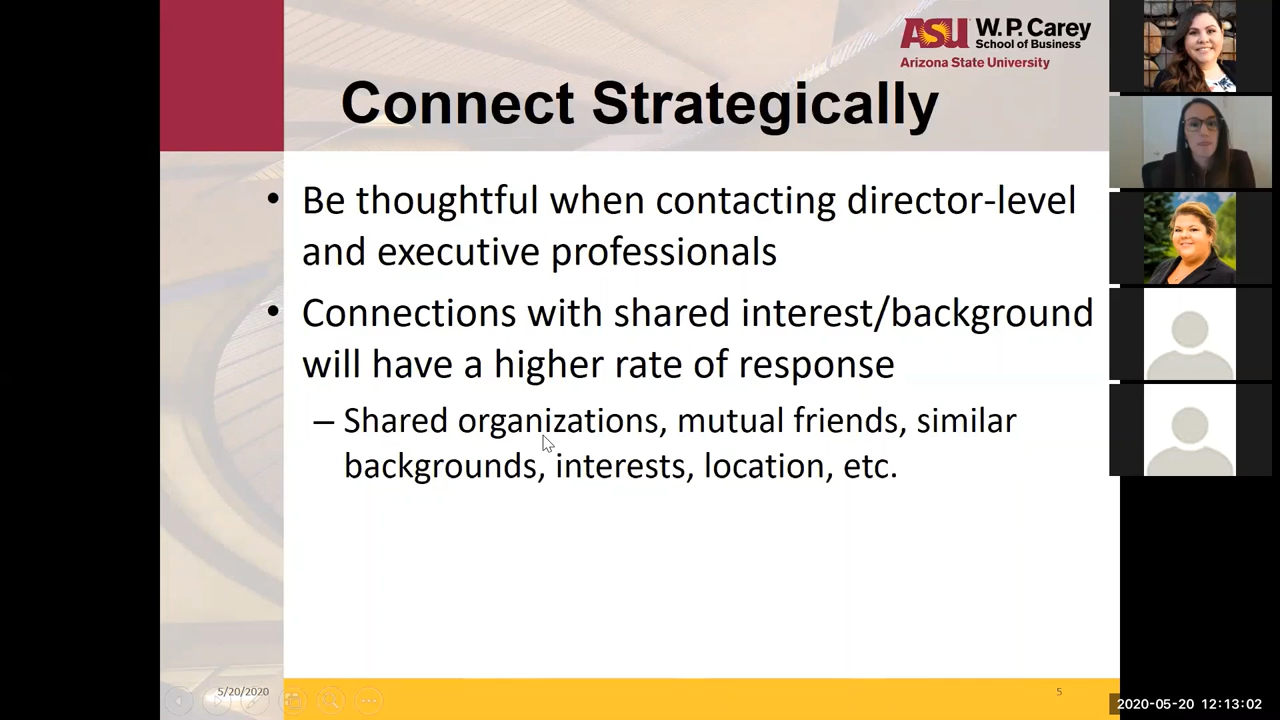 ASU W. P. Carey
School of Business
Arizona State University
Connect Strategically
• Be thoughtful when contacting director-level
and executive professionals
• Connections with shared interest/background
will have a higher rate of response
– Shared organizations, mutual friends, similar
backgrounds, interests, location, etc.
5/20/2020
5
2020-05-20 12:13:02